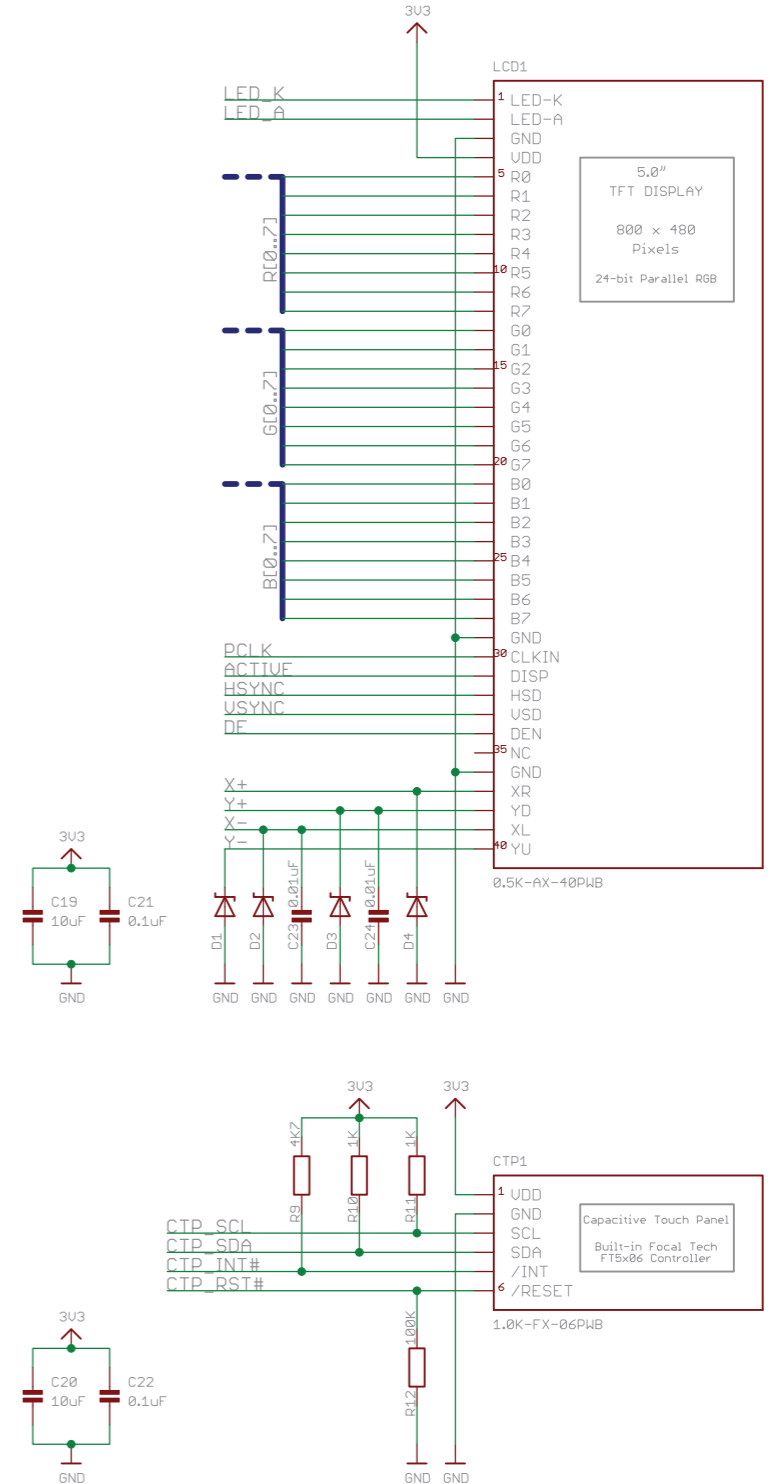 3V3
LCD1
LED_K
1 LED-K
LED_A
LED-A
GND
VDD
5 R0
R1
R2
R3
R4
10 R5
R6
R7
R[0..7]
5.0"
TFT DISPLAY
800 x 480
Pixels
24-bit Parallel RGB
G0
G1
15 G2
G3
G4
G5
G6
20 G7
G[0..7]
B0
B1
B2
B3
25 B4
B5
B6
B7
B[0..7]
GND
PCLK
30 CLKIN
ACTIVE
DISP
HSYNC
HSD
VSYNC
VSD
DE
DEN
35 NC
GND
X+
XR
Y+
YD
X-
XL
Y-
40 YU
0.5K-AX-40PWB
3V3
C19
10uF
C21
0.1uF
GND
D1
D2
C23
0.01uF
D3
C24
0.01uF
D4
GND
GND
GND
GND
GND
GND
GND
3V3
3V3
4K7
R9
1K
R10
1K
R11
CTP1
CTP_SCL
CTP_SDA
CTP_INT#
CTP_RST#
1 VDD
GND
SCL
SDA
/INT
6 /RESET
Capacitive Touch Panel
Built-in Focal Tech
FT5x06 Controller
1.0K-FX-06PWB
100K
R12
3V3
C20
10uF
C22
0.1uF
GND
GND
GND